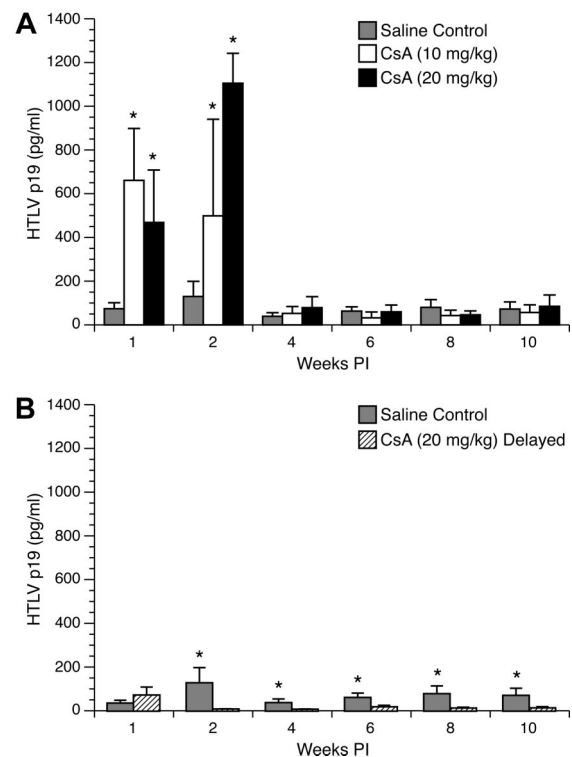 A
Saline Control
CsA (10 mg/kg)
CsA (20 mg/kg)
HTLV p19 (pg/ml)
1400
1200
1000
800
600
400
200
0
* * * *
1 2 4 6 8 10
Weeks PI
B
Saline Control
CsA (20 mg/kg) Delayed
HTLV p19 (pg/ml)
1400
1200
1000
800
600
400
200
0
* * * * *
1 2 4 6 8 10
Weeks PI